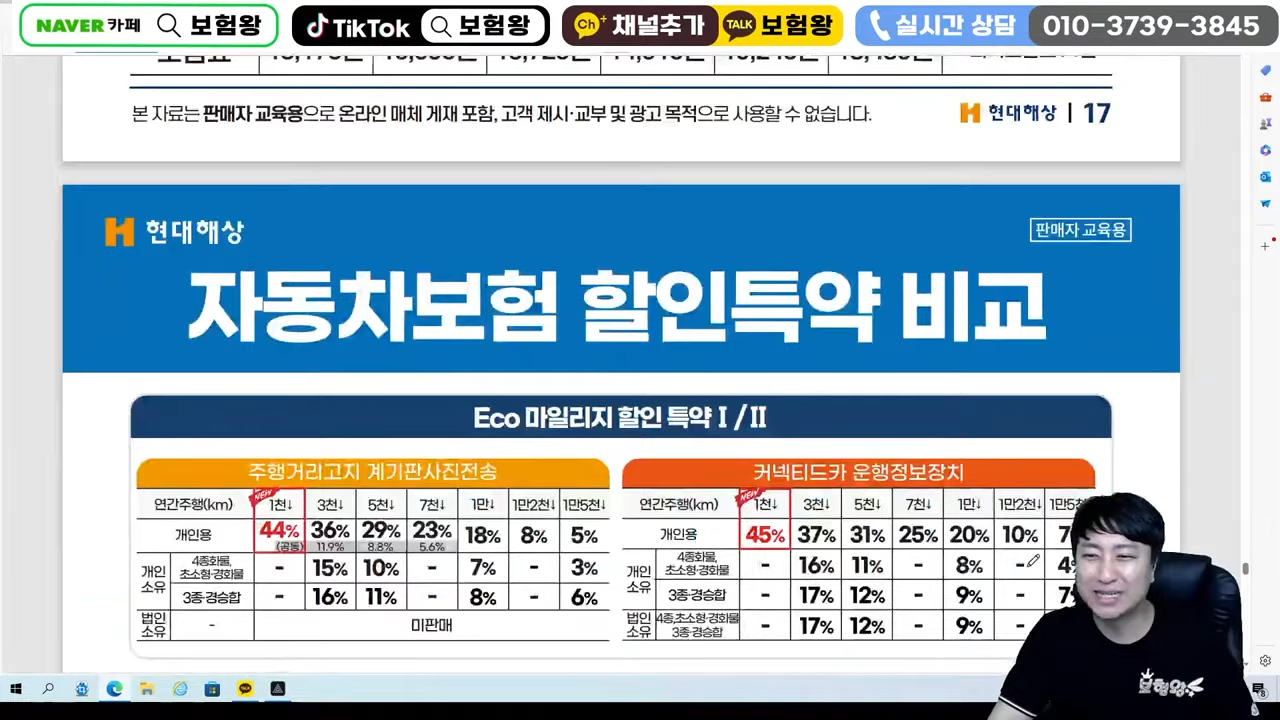 NAVER 카페 보험왕 TikTok 보험왕 Ch+ 채널추가 TALK 보험왕 실시간 상담 010-3739-3845
본 자료는 판매자 교육용으로 온라인 매체 게재 포함, 고객 제시·교부 및 광고 목적으로 사용할 수 없습니다. 현대해상 | 17
현대해상 판매자 교육용
자동차보험 할인특약 비교
Eco 마일리지 할인 특약 I / II
주행거리고지 계기판사진전송
연간주행(km) NEW 1천↓ 3천↓ 5천↓ 7천↓ 1만↓ 1만2천↓ 1만5천↓
개인용 44% 36% 29% 23% 18% 8% 5%
(공통) 11.9% 8.8% 5.6%
개인소유 4종화물, 초소형·경화물 - 15% 10% - 7% - 3%
3종·경승합 - 16% 11% - 8% - 6%
법인소유 - 미판매
커넥티드카 운행정보장치
연간주행(km) NEW 1천↓ 3천↓ 5천↓ 7천↓ 1만↓ 1만2천↓
개인용 45% 37% 31% 25% 20% 10%
개인소유 4종화물, 초소형·경화물 - 16% 11% - 8% - 4%
3종·경승합 - 17% 12% - 9% -
법인소유 4종,초소형·경화물 3종·경승합 - 17% 12% - 9% -
보험왕